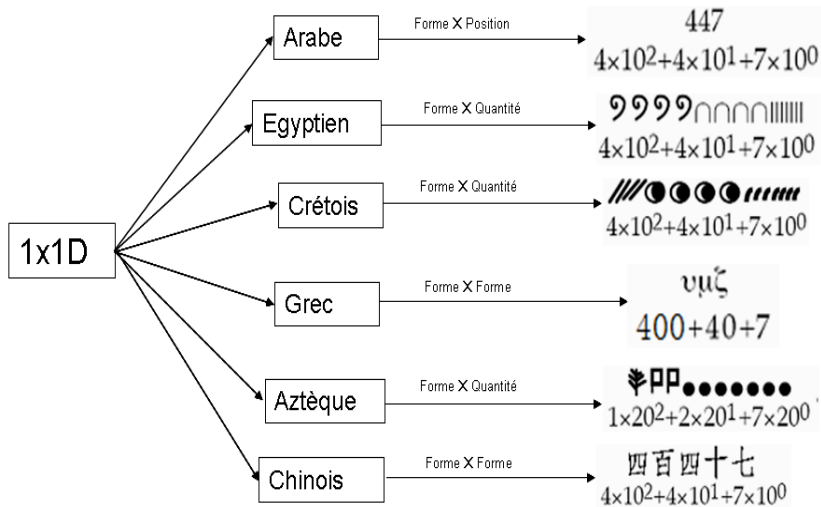 1x1D
Arabe
Forme X Position
447
4×10²+4×10¹+7×10⁰
Egyptien
Forme X Quantité
𓍢𓍢𓍢𓍢∩∩∩∩|||||||
4×10²+4×10¹+7×10⁰
Crétois
Forme X Quantité
4×10²+4×10¹+7×10⁰
Grec
Forme X Forme
υμζ
400+40+7
Aztèque
Forme X Quantité
1×20²+2×20¹+7×20⁰
Chinois
Forme X Forme
四百四十七
4×10²+4×10¹+7×10⁰